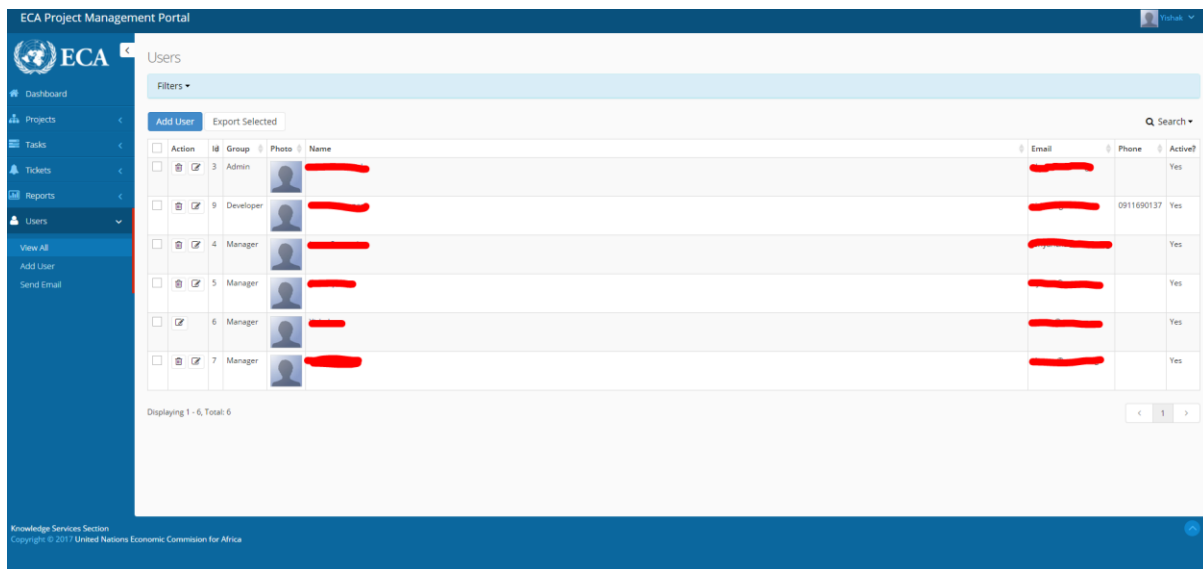 ECA Project Management Portal
Yishak
ECA
Users
Filters
Dashboard
Add User Export Selected Search
Projects
Action Id Group Photo Name Email Phone Active?
Tasks
3 Admin Yes
Tickets
Reports
9 Developer 0911690137 Yes
Users
View All
4 Manager Yes
Add User
Send Email
5 Manager Yes
6 Manager Yes
7 Manager Yes
Displaying 1 - 6, Total: 6
< 1 >
Knowledge Services Section
Copyright © 2017 United Nations Economic Commision for Africa